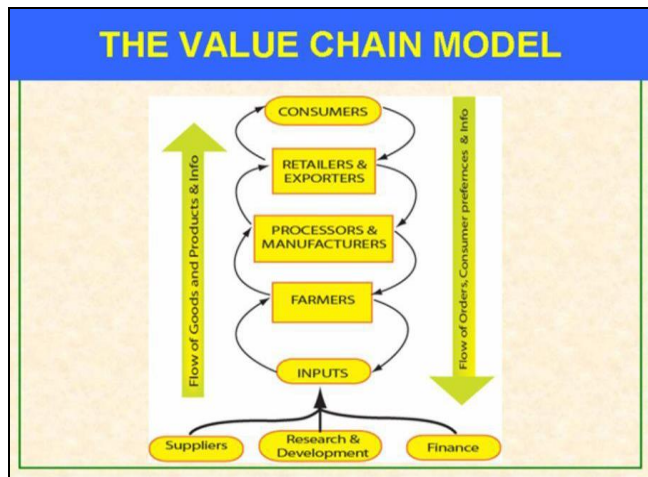 THE VALUE CHAIN MODEL
CONSUMERS
RETAILERS &
EXPORTERS
PROCESSORS &
MANUFACTURERS
FARMERS
INPUTS
Suppliers
Research &
Development
Finance
Flow of Goods and Products & Info
Flow of Orders, Consumer prefernces & Info